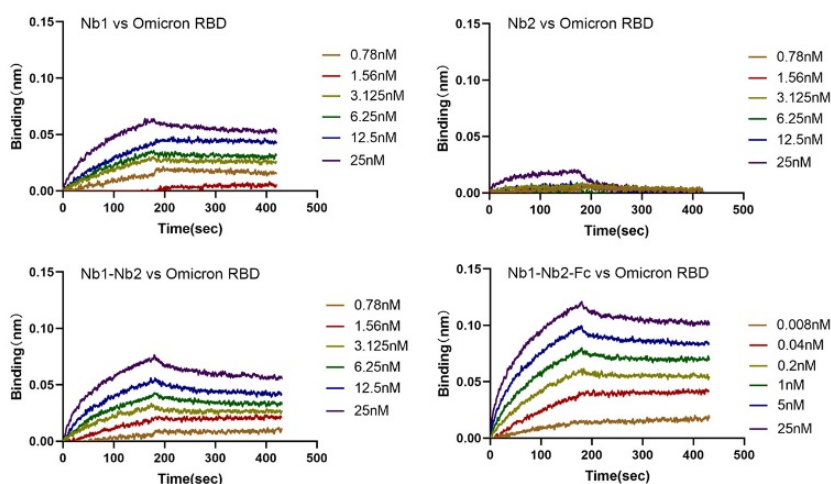 Nb1 vs Omicron RBD
0.15
0.10
0.05
0.00
Binding(nm)
0 100 200 300 400 500
Time(sec)
0.78nM
1.56nM
3.125nM
6.25nM
12.5nM
25nM
Nb2 vs Omicron RBD
0.15
0.10
0.05
0.00
Binding(nm)
0 100 200 300 400 500
Time(sec)
0.78nM
1.56nM
3.125nM
6.25nM
12.5nM
25nM
Nb1-Nb2 vs Omicron RBD
0.15
0.10
0.05
0.00
Binding(nm)
0 100 200 300 400 500
Time(sec)
0.78nM
1.56nM
3.125nM
6.25nM
12.5nM
25nM
Nb1-Nb2-Fc vs Omicron RBD
0.15
0.10
0.05
0.00
Binding(nm)
0 100 200 300 400 500
Time(sec)
0.008nM
0.04nM
0.2nM
1nM
5nM
25nM